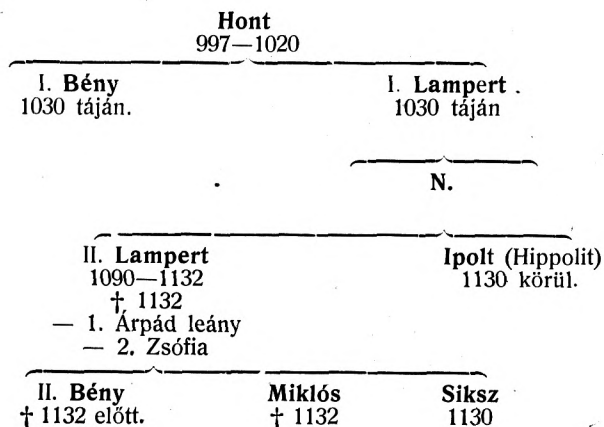 Hont
997—1020
I. Bény I. Lampert .
1030 táján. 1030 táján
N.
II. Lampert Ipolt (Hippolit)
1090—1132 1130 körül.
† 1132
— 1. Árpád leány
— 2. Zsófia
II. Bény Miklós Siksz
† 1132 előtt. † 1132 1130